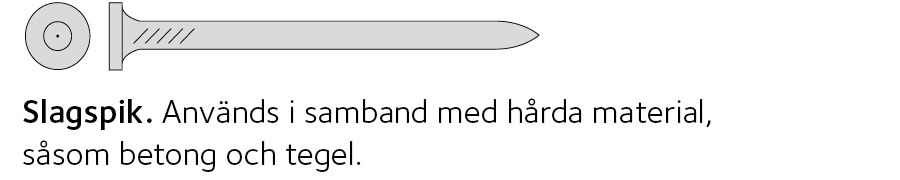 Slagspik. Används i samband med hårda material,
såsom betong och tegel.